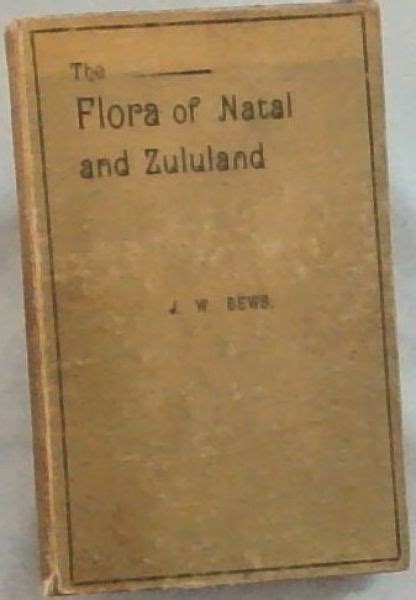 The
Flora of Natal
and Zululand
J. W. BEWS.